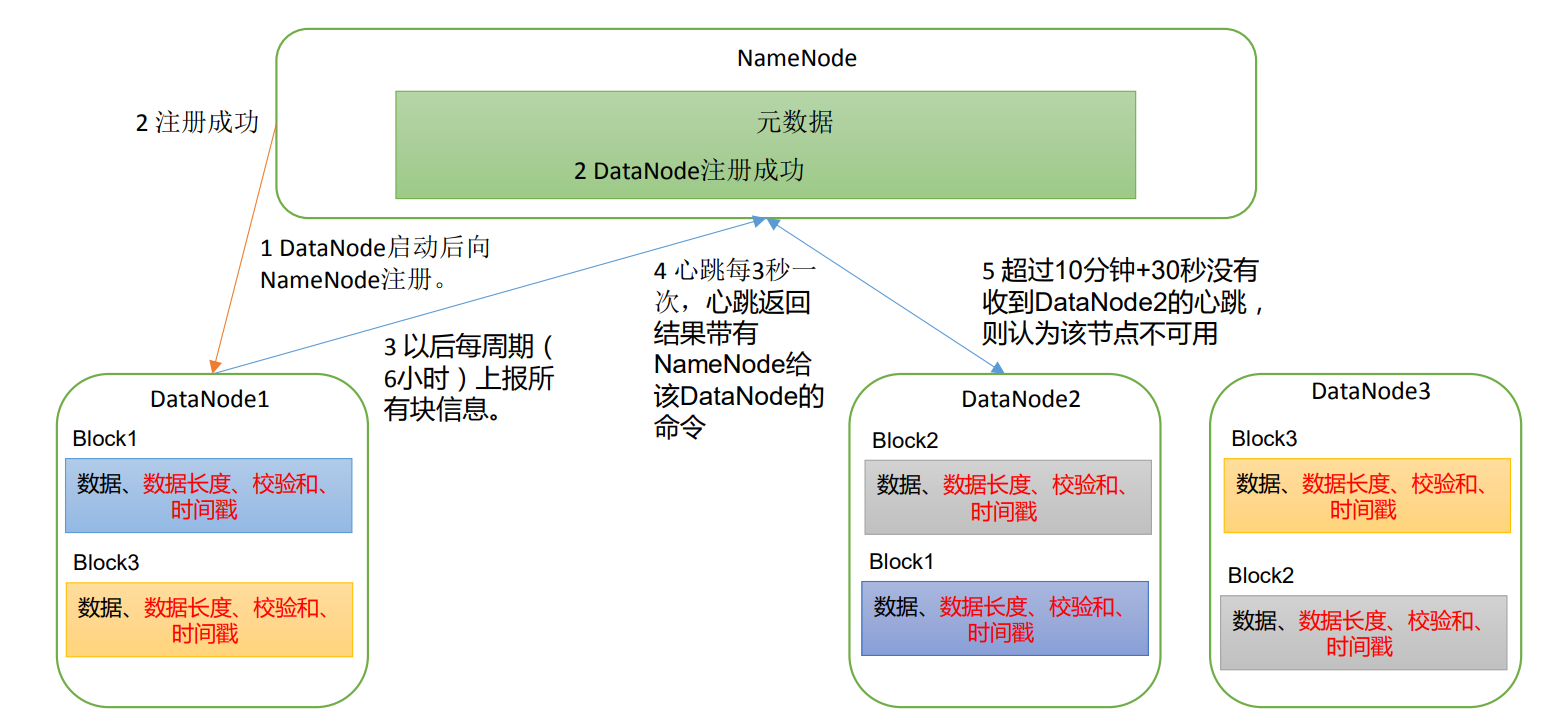 NameNode
元数据
2 DataNode注册成功
2 注册成功
1 DataNode启动后向
NameNode注册。
3 以后每周期（
6小时）上报所
有块信息。
4 心跳每3秒一
次，心跳返回
结果带有
NameNode给
该DataNode的
命令
5 超过10分钟+30秒没有
收到DataNode2的心跳，
则认为该节点不可用
DataNode1
Block1
数据、数据长度、校验和、
时间戳
Block3
数据、数据长度、校验和、
时间戳
DataNode2
Block2
数据、数据长度、校验和、
时间戳
Block1
数据、数据长度、校验和、
时间戳
DataNode3
Block3
数据、数据长度、校验和、
时间戳
Block2
数据、数据长度、校验和、
时间戳